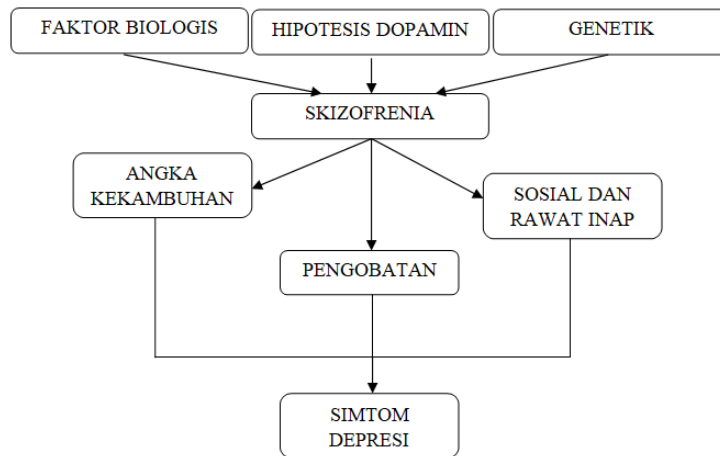 FAKTOR BIOLOGIS
HIPOTESIS DOPAMIN
GENETIK
SKIZOFRENIA
ANGKA
KEKAMBUHAN
SOSIAL DAN
RAWAT INAP
PENGOBATAN
SIMTOM
DEPRESI